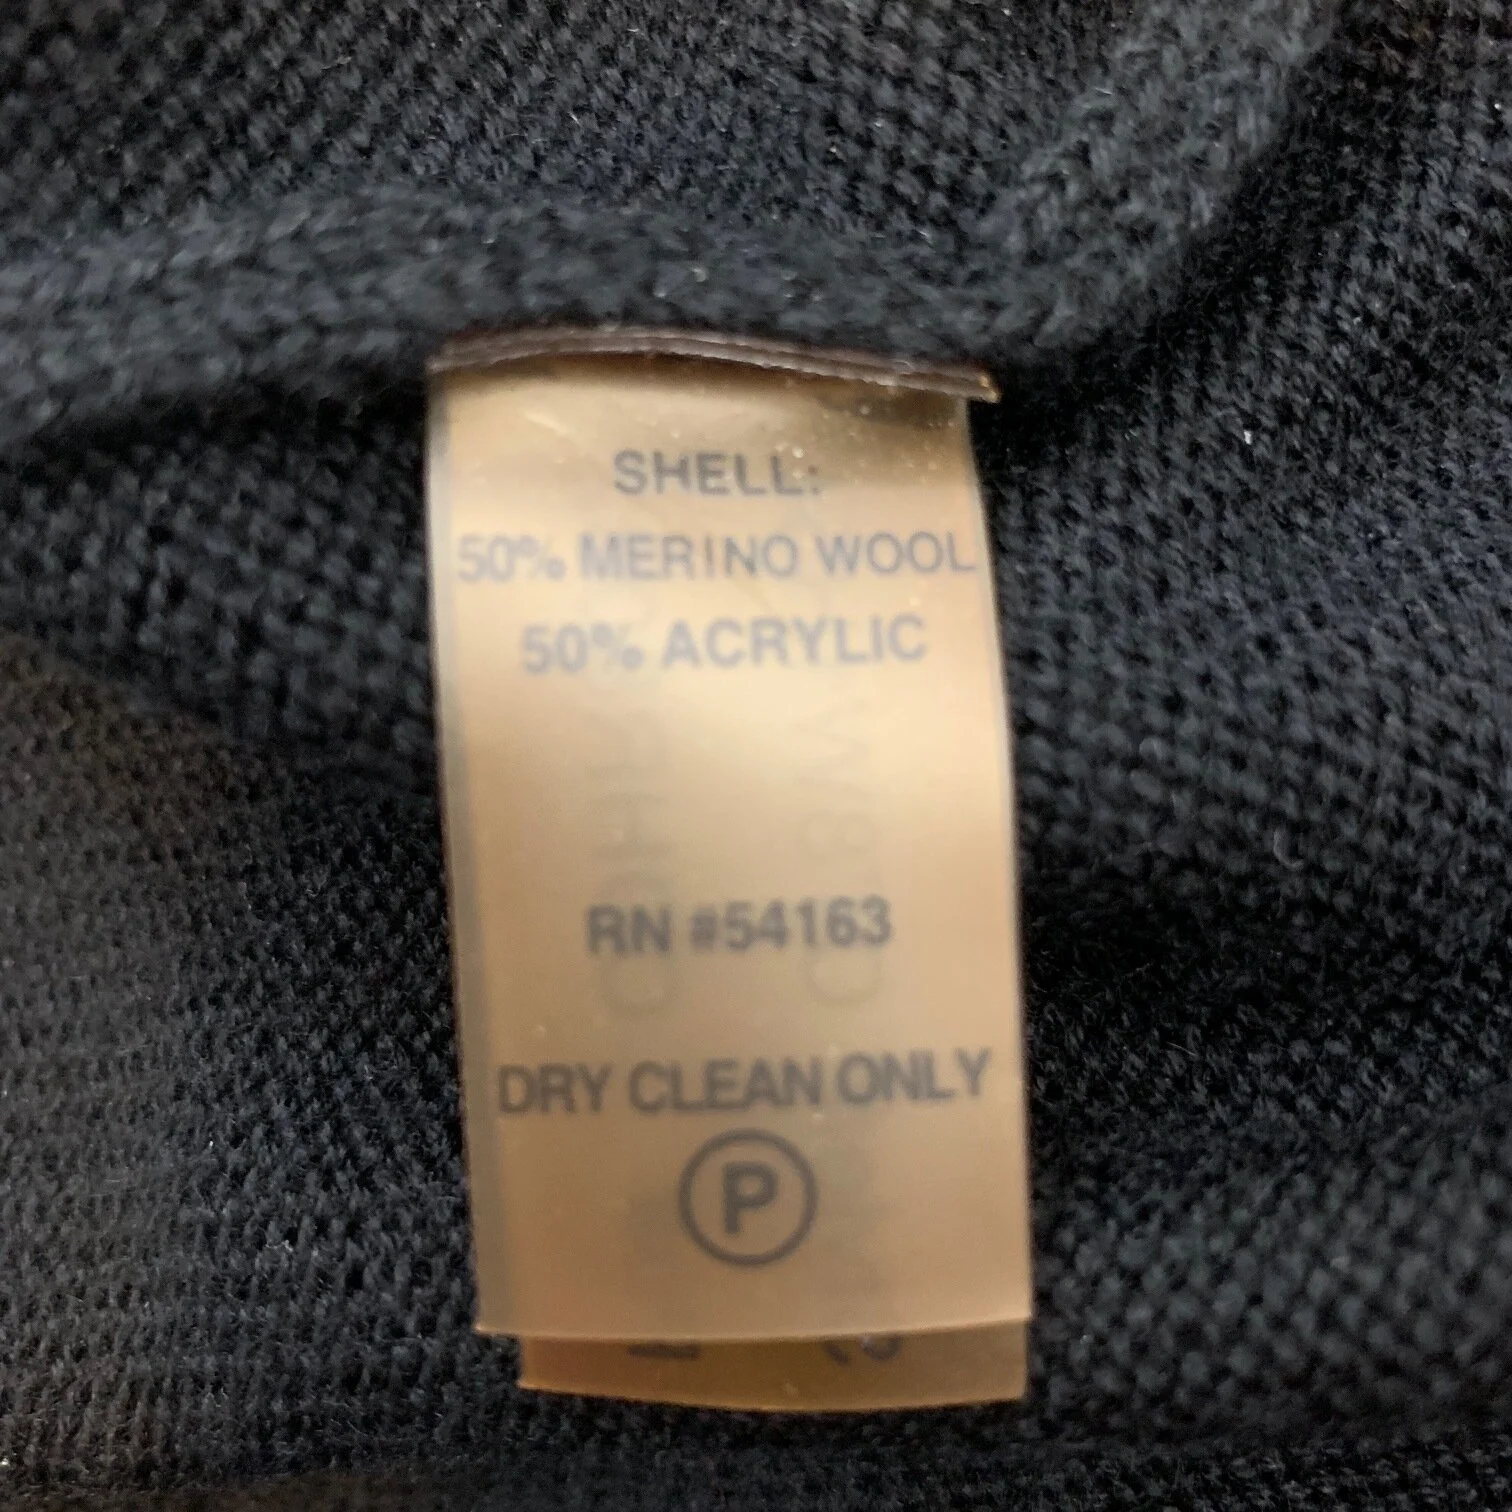 SHELL:
50% MERINO WOOL
50% ACRYLIC
RN #54163
DRY CLEAN ONLY
P